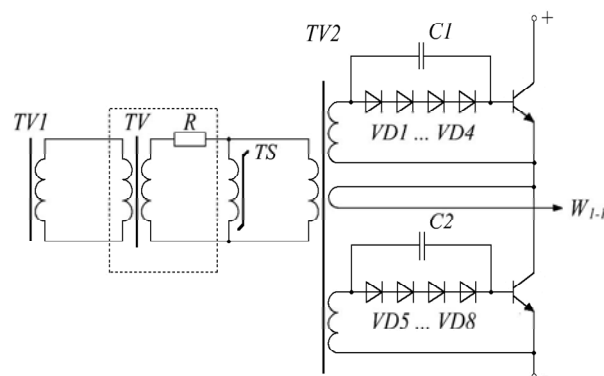 C1
TV2
+
TV1
TV
R
VD1 ... VD4
TS
W1-1
C2
VD5 ... VD8
–